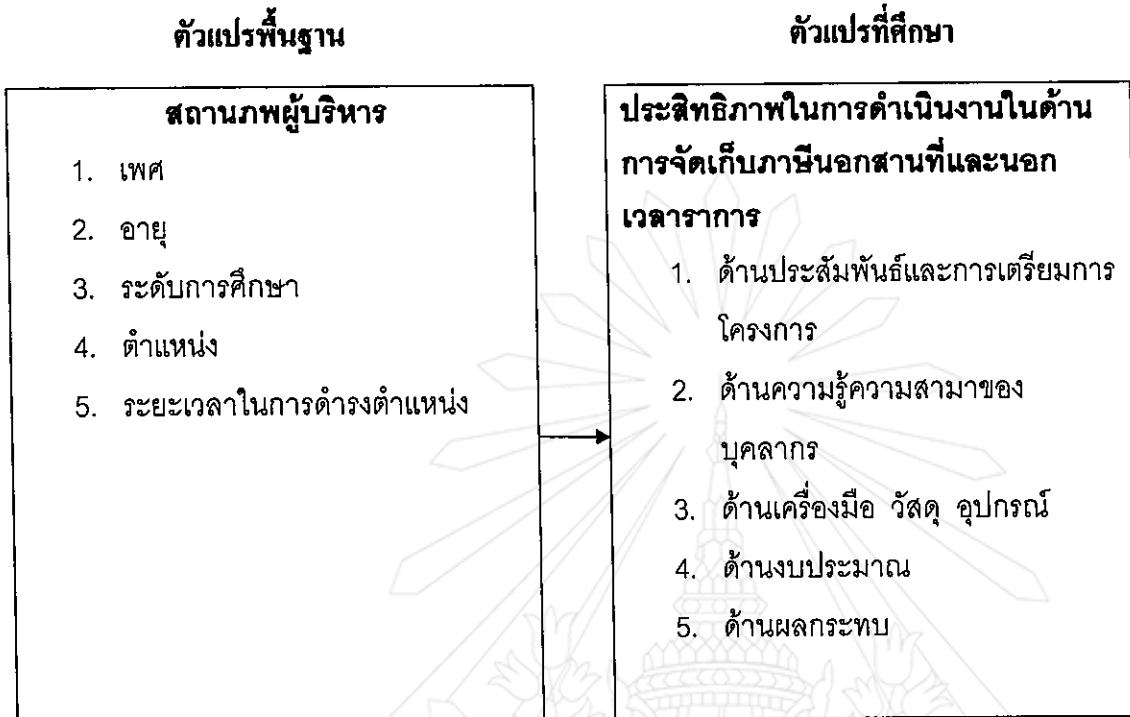 ตัวแปรพื้นฐาน
สถานภพผู้บริหาร
1. เพศ
2. อายุ
3. ระดับการศึกษา
4. ตำแหน่ง
5. ระยะเวลาในการดำรงตำแหน่ง
ตัวแปรที่ศึกษา
ประสิทธิภาพในการดำเนินงานในด้าน
การจัดเก็บภาษีนอกสานที่และนอก
เวลาราการ
1. ด้านประสัมพันธ์และการเตรียมการ
โครงการ
2. ด้านความรู้ความสามาของ
บุคลากร
3. ด้านเครื่องมือ วัสดุ อุปกรณ์
4. ด้านงบประมาณ
5. ด้านผลกระทบ